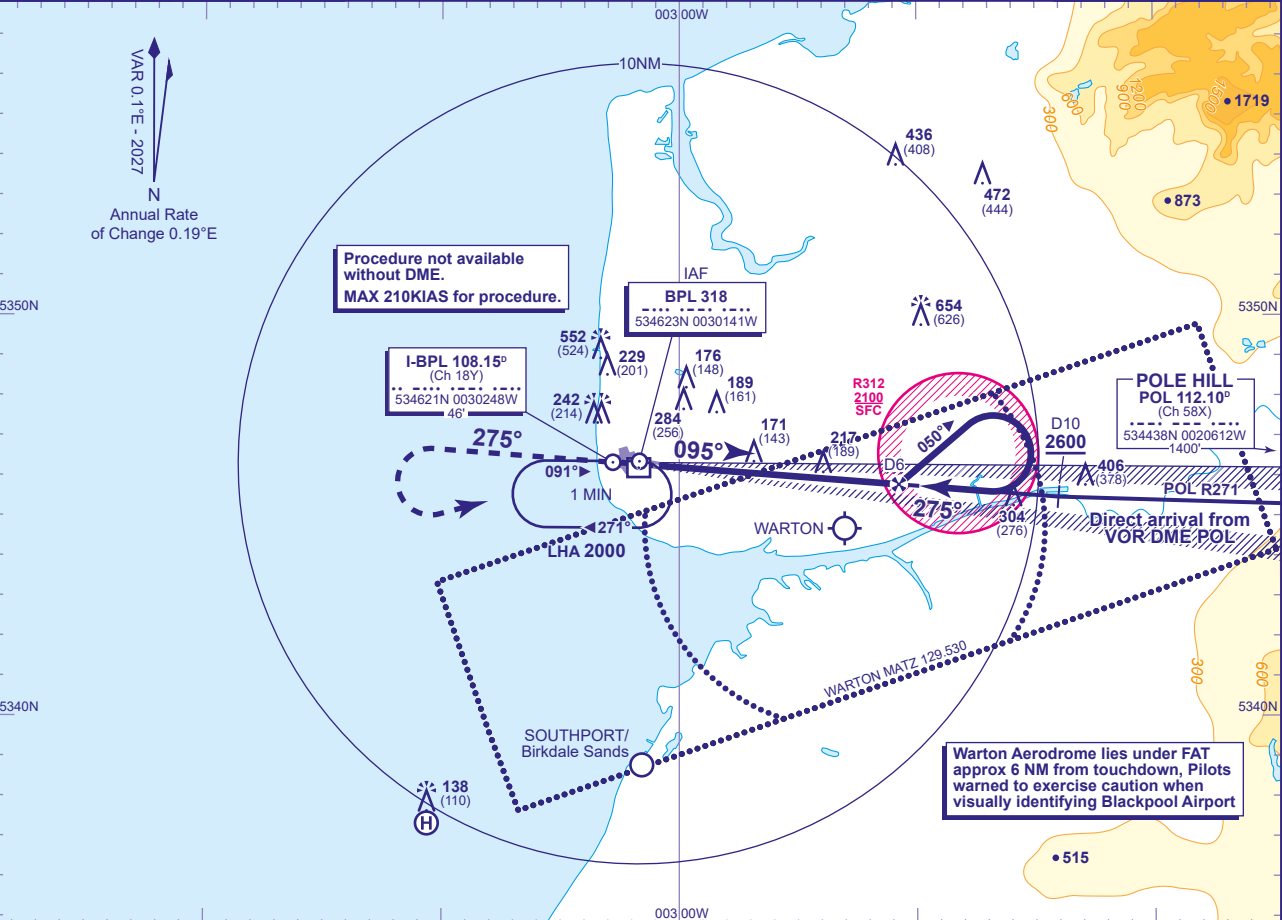 003 00W
10NM
VAR 0.1°E - 2027
N
Annual Rate
of Change 0.19°E
1719
300
600
900
1200
1500
873
436
(408)
472
(444)
Procedure not available
without DME.
MAX 210KIAS for procedure.
IAF
BPL 318
534623N 0030141W
5350N
5350N
654
(626)
552
(524)
229
(201)
176
(148)
189
(161)
242
(214)
284
(256)
171
(143)
217
(189)
I-BPL 108.15ᴰ
(Ch 18Y)
534621N 0030248W
46'
R312
2100
SFC
POLE HILL
POL 112.10ᴰ
(Ch 58X)
534438N 0020612W
1400'
D10
2600
050°
275°
095°
D6
091°
1 MIN
271°
LHA 2000
406
(378)
POL R271
275°
304
(276)
Direct arrival from
VOR DME POL
WARTON
WARTON MATZ 129.530
300
600
5340N
5340N
SOUTHPORT/
Birkdale Sands
138
(110)
H
Warton Aerodrome lies under FAT
approx 6 NM from touchdown, Pilots
warned to exercise caution when
visually identifying Blackpool Airport
515
003 00W